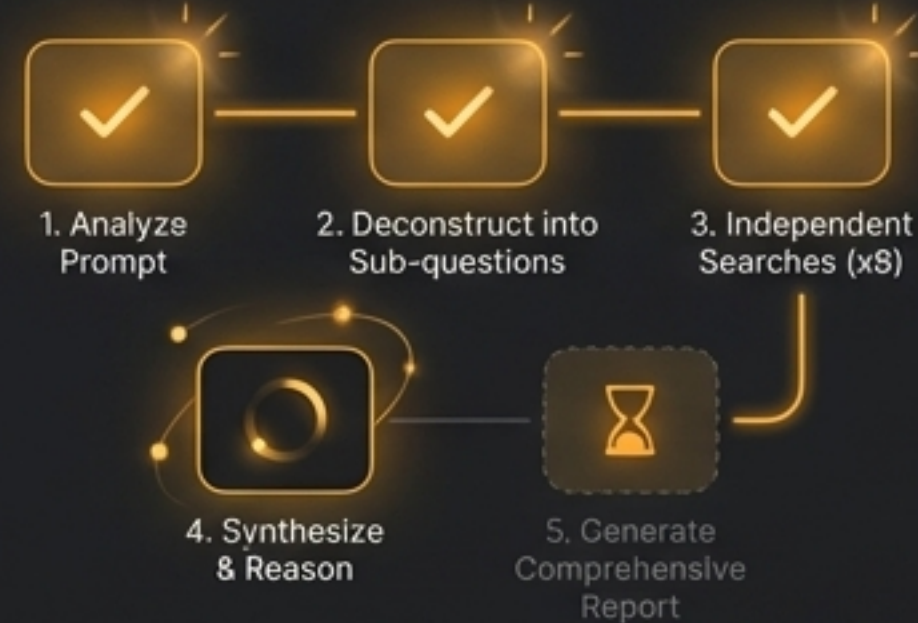 1. Analyze
Prompt
2. Deconstruct into
Sub-questions
3. Independent
Searches (x8)
4. Synthesize
& Reason
5. Generate
Comprehensive
Report